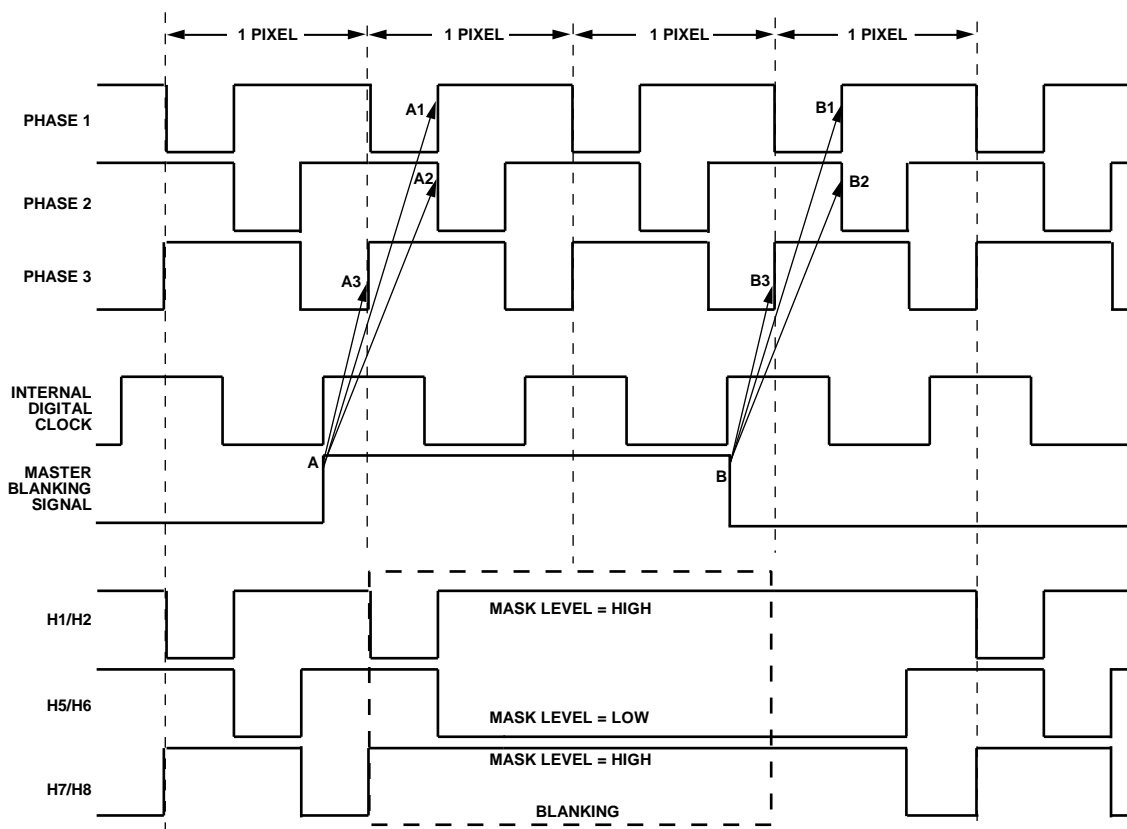 1 PIXEL 1 PIXEL 1 PIXEL 1 PIXEL
PHASE 1
A1
B1
PHASE 2
A2
B2
PHASE 3
A3
B3
INTERNAL
DIGITAL
CLOCK
MASTER
BLANKING
SIGNAL
A
B
H1/H2
MASK LEVEL = HIGH
H5/H6
MASK LEVEL = LOW
H7/H8
MASK LEVEL = HIGH
BLANKING